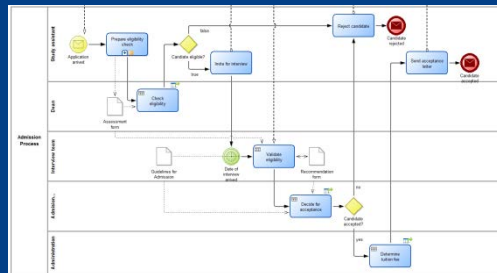 Study assistant
Application
arrived
Prepare eligibility
check
Candidate eligible?
false
true
Invite for interview
Reject candidate
Candidate
rejected
Send acceptance
letter
Candidate
accepted
Dean
Check
eligibility
Assessment
form
Admission
Process
Interview team
Guidelines for
Admission
Date of
interview
arrived
Validate
eligibility
Recommendation
form
Admission...
Decide for
acceptance
Candidate
accepted?
no
yes
Administration
Determine
tuition fee